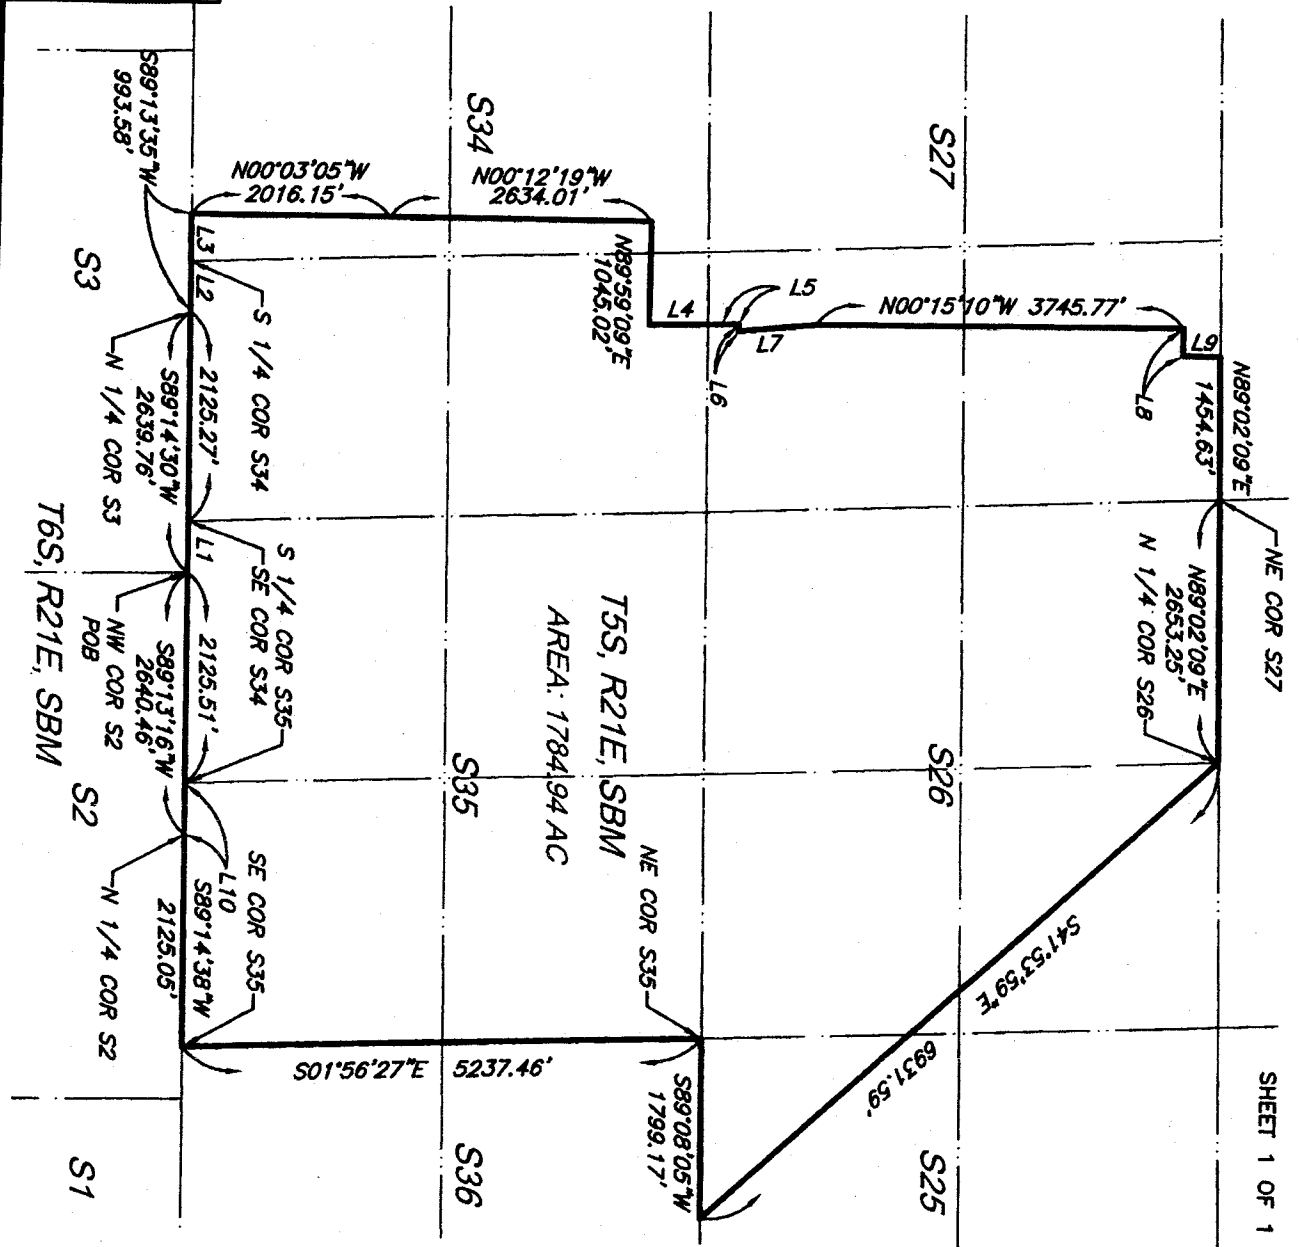 SHEET 1 OF 1
N89°02'09"E
1454.63'
NE COR S27
N89°02'09"E
2653.25'
N 1/4 COR S26
L9
L8
N00°15'10"W 3745.77'
S27
S26
S25
S41°53'59"E
6931.59'
L7
L6
L5
L4
N89°59'09"E
1045.02'
N00°12'19"W
2634.01'
N00°03'05"W
2016.15'
S34
S35
S36
T5S, R21E, SBM
AREA: 1784.94 AC
NE COR S35
S89°08'05"W
1799.17'
S01°56'27"E 5237.46'
SE COR S35
S 1/4 COR S35
SE COR S34
S 1/4 COR S34
L3
L2
2125.27'
L1
2125.51'
L10
S89°14'38"W
2125.05'
S89°13'35"W
993.58'
S89°14'30"W
2639.76'
S89°13'16"W
2640.46'
N 1/4 COR S3
NW COR S2
POB
N 1/4 COR S2
S3
S2
S1
T6S, R21E, SBM